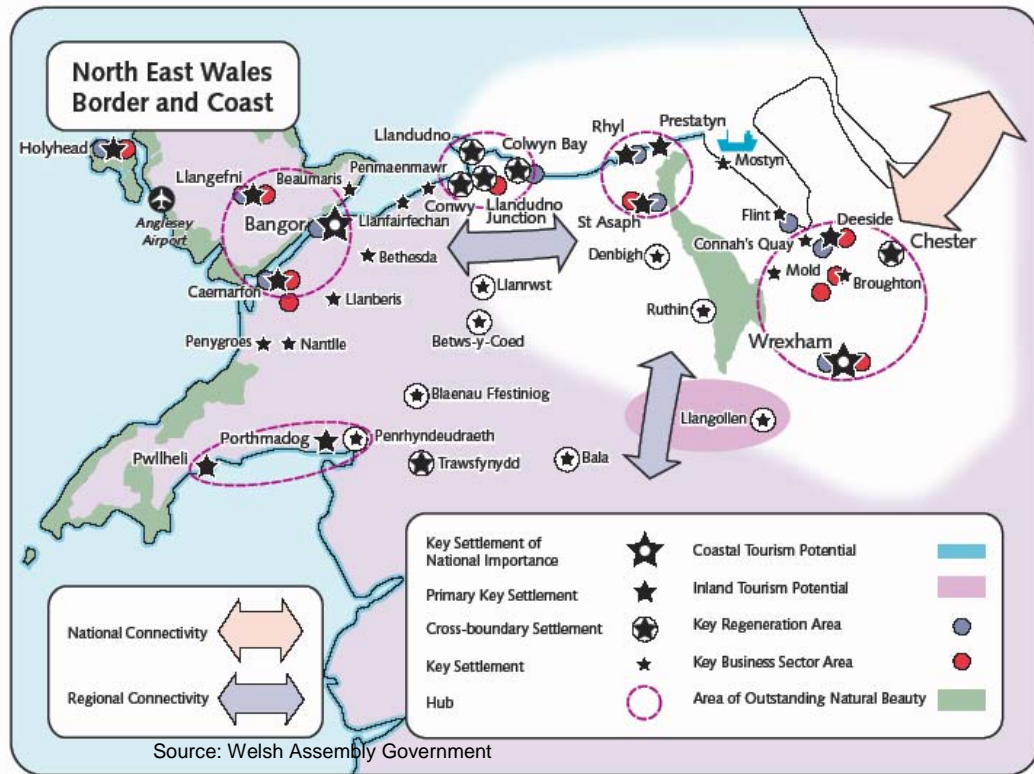 North East Wales
Border and Coast
Holyhead
Llangefni
Beaumaris
Anglesey
Airport
Bangor
Caernarfon
Penmaenmawr
Llanfairfechan
Bethesda
Llanberis
Penygroes
Nantlle
Llandudno
Colwyn Bay
Conwy
Llandudno
Junction
Rhyl
Prestatyn
Mostyn
St Asaph
Denbigh
Flint
Deeside
Connah's Quay
Chester
Mold
Broughton
Llanrwst
Betws-y-Coed
Ruthin
Wrexham
Blaenau Ffestiniog
Llangollen
Porthmadog
Penrhyndeudraeth
Pwllheli
Trawsfynydd
Bala
Key Settlement of
National Importance
Primary Key Settlement
Cross-boundary Settlement
Key Settlement
Hub
Coastal Tourism Potential
Inland Tourism Potential
Key Regeneration Area
Key Business Sector Area
Area of Outstanding Natural Beauty
National Connectivity
Regional Connectivity
Source: Welsh Assembly Government